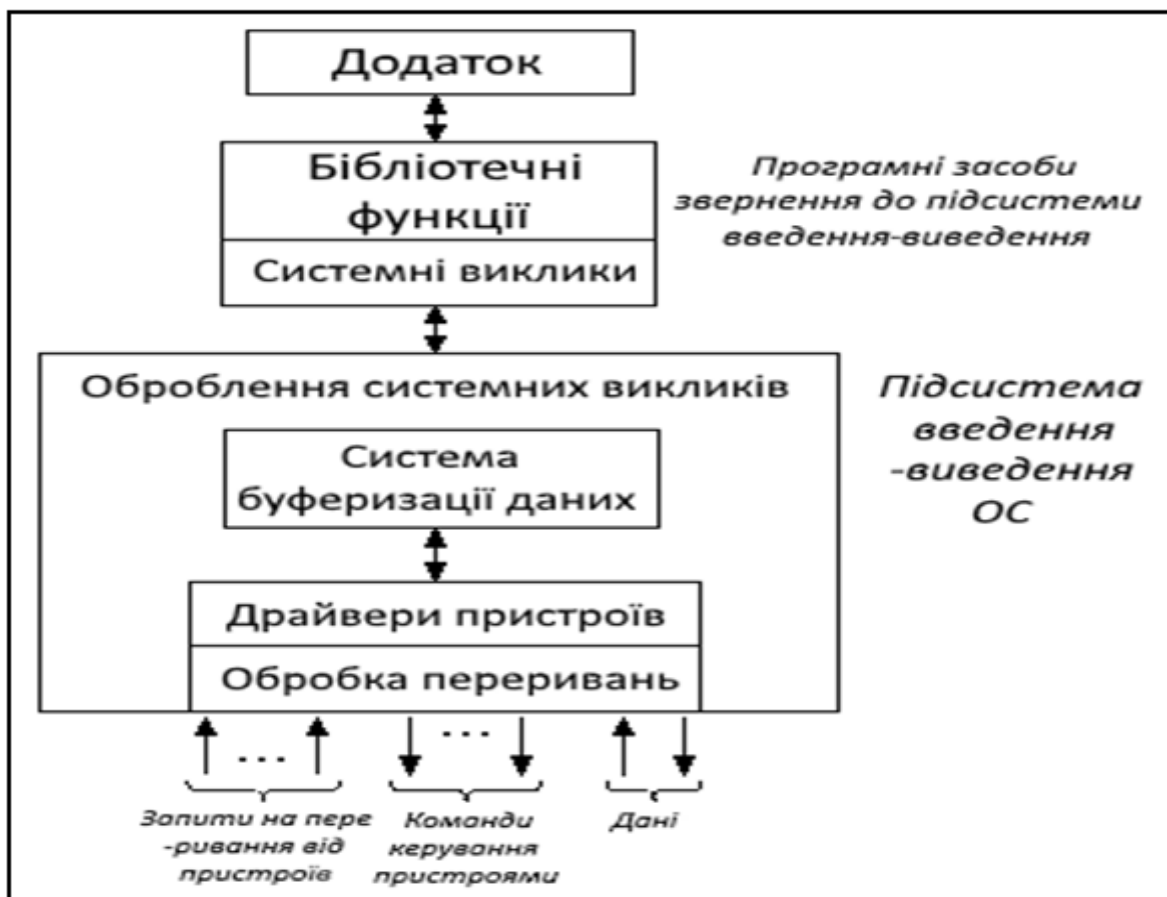 Додаток
Бібліотечні
функції
Системні виклики
Програмні засоби
звернення до підсистеми
введення-виведення
Оброблення системних викликів
Система
буферизації даних
Драйвери пристроїв
Обробка переривань
Підсистема
введення
-виведення
ОС
...
...
Запити на пере
-ривання від
пристроїв
Команди
керування
пристроями
Дані